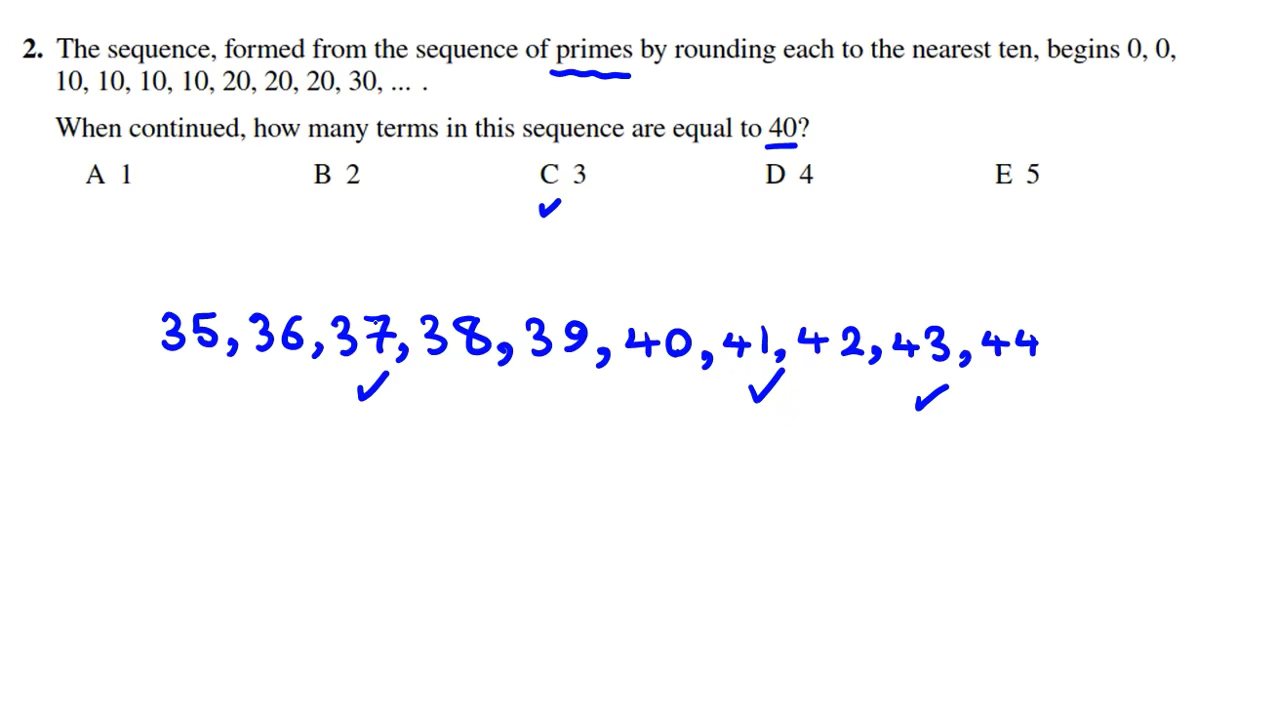 2. The sequence, formed from the sequence of primes by rounding each to the nearest ten, begins 0, 0,
10, 10, 10, 10, 20, 20, 20, 30, ... .
When continued, how many terms in this sequence are equal to 40?
A 1 B 2 C 3 D 4 E 5
35, 36, 37, 38, 39, 40, 41, 42, 43, 44